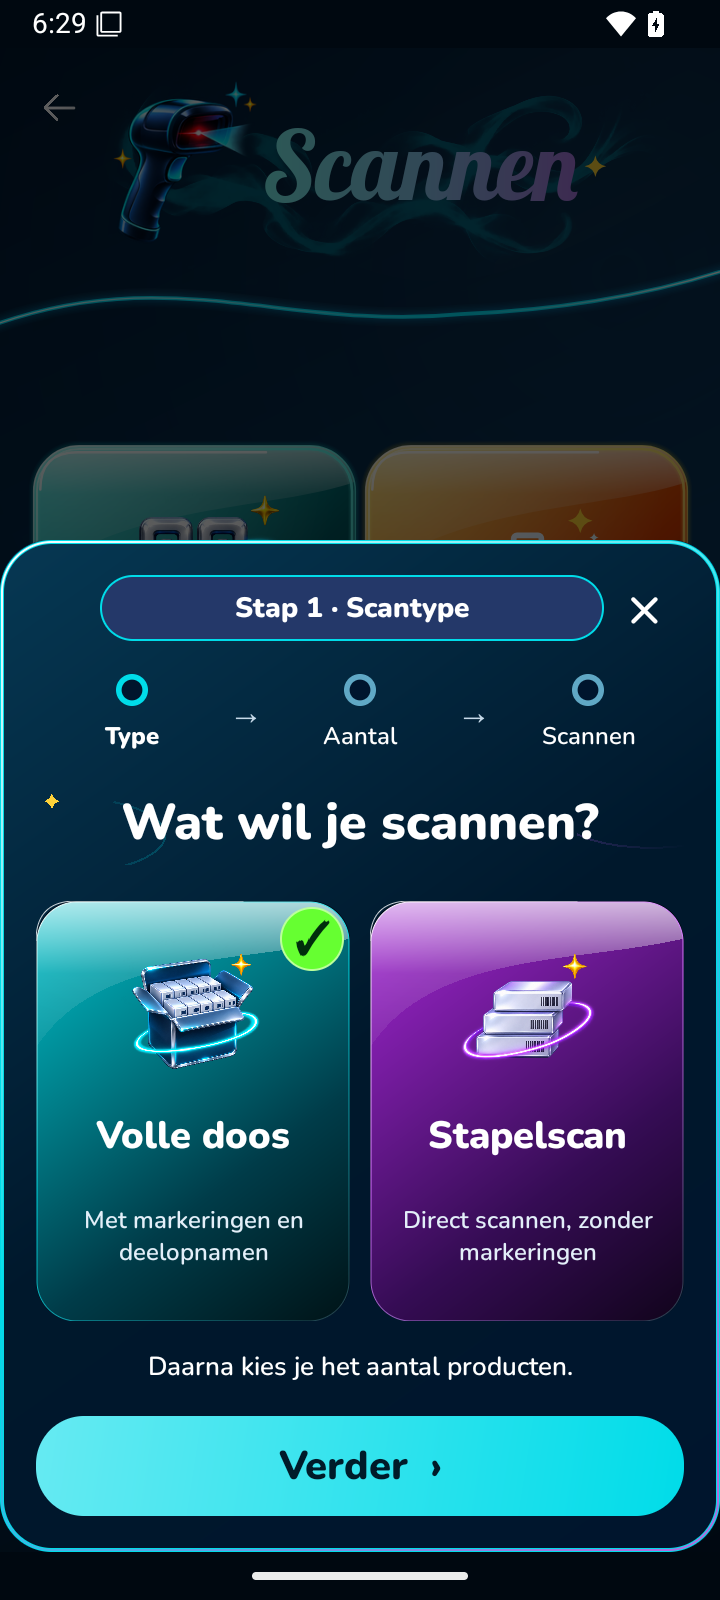 6:29
Scannen
Stap 1 · Scantype
Type → Aantal → Scannen
Wat wil je scannen?
Volle doos
Met markeringen en
deelopnamen
Stapelscan
Direct scannen, zonder
markeringen
Daarna kies je het aantal producten.
Verder ›